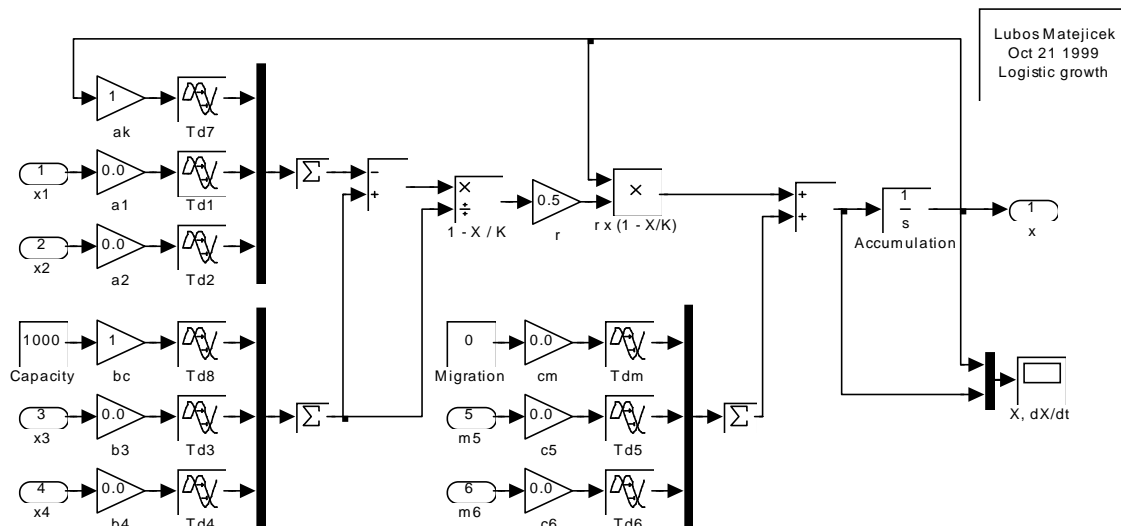 Lubos Matejicek
Oct 21 1999
Logistic growth
1
ak
Td7
1
x1
0.0
a1
Td1
Σ
−
+
×
÷
1 - X / K
0.5
r
×
r x (1 - X/K)
+
+
1
s
Accumulation
1
x
2
x2
0.0
a2
Td2
1000
Capacity
1
bc
Td8
0
Migration
0.0
cm
Tdm
X, dX/dt
3
x3
0.0
b3
Td3
Σ
5
m5
0.0
c5
Td5
Σ
4
x4
0.0
b4
Td4
6
m6
0.0
c6
Td6